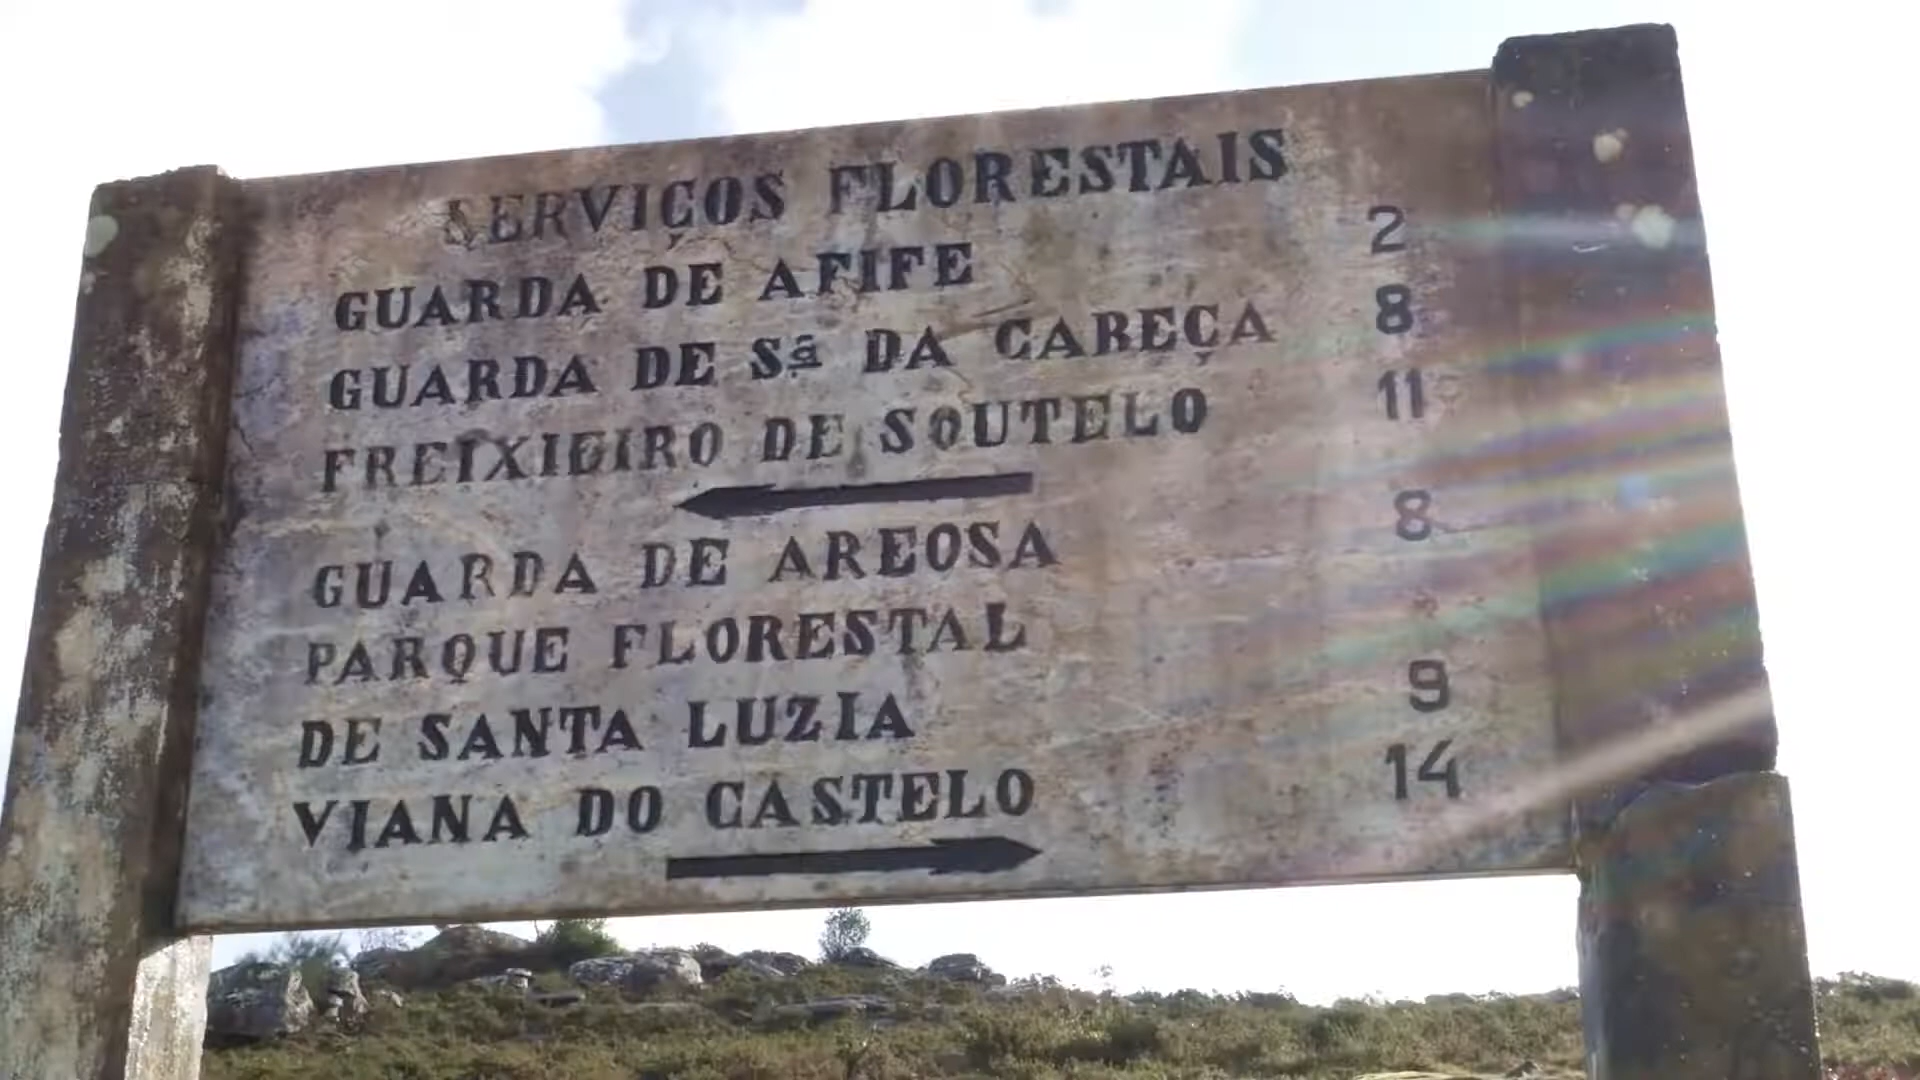 SERVIÇOS FLORESTAIS
GUARDA DE AFIFE 2
GUARDA DE Sª DA CABEÇA 8
FREIXIEIRO DE SOUTELO 11
GUARDA DE AREOSA 8
PARQUE FLORESTAL
DE SANTA LUZIA 9
VIANA DO CASTELO 14